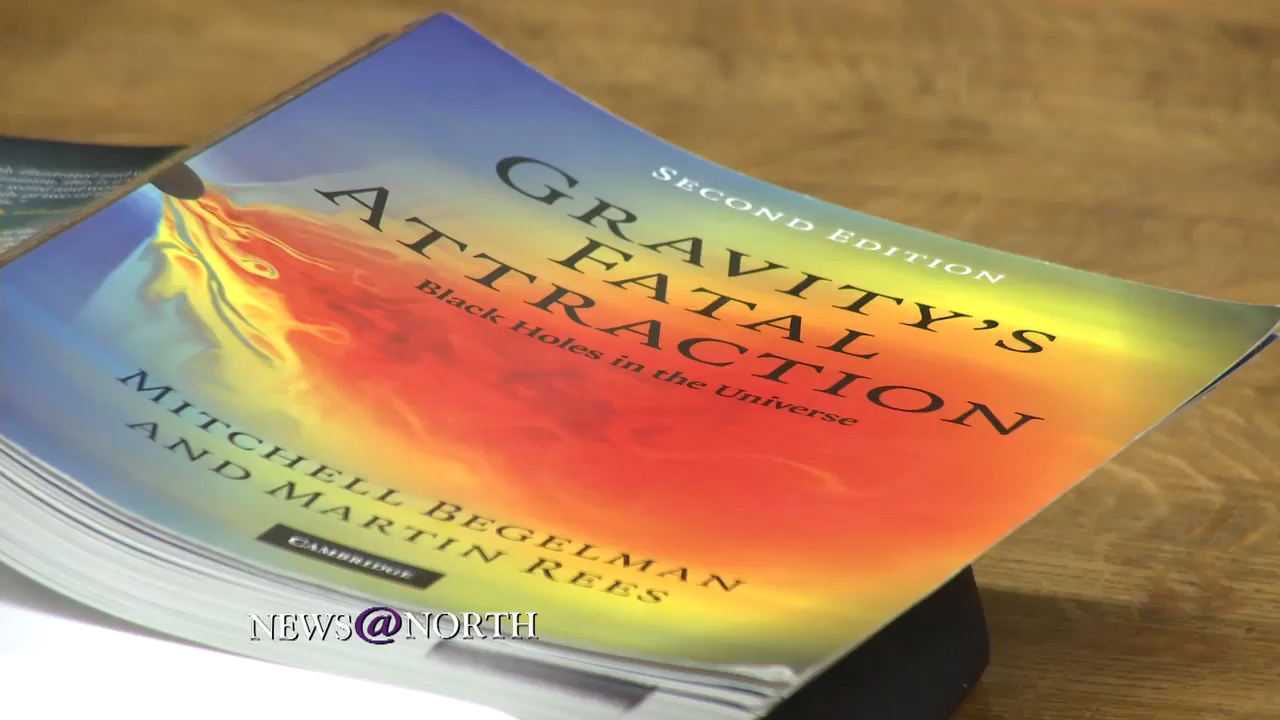 SECOND EDITION
GRAVITY'S
FATAL
ATTRACTION
Black Holes in the Universe
MITCHELL BEGELMAN
AND MARTIN REES
CAMBRIDGE
NEWS@NORTH